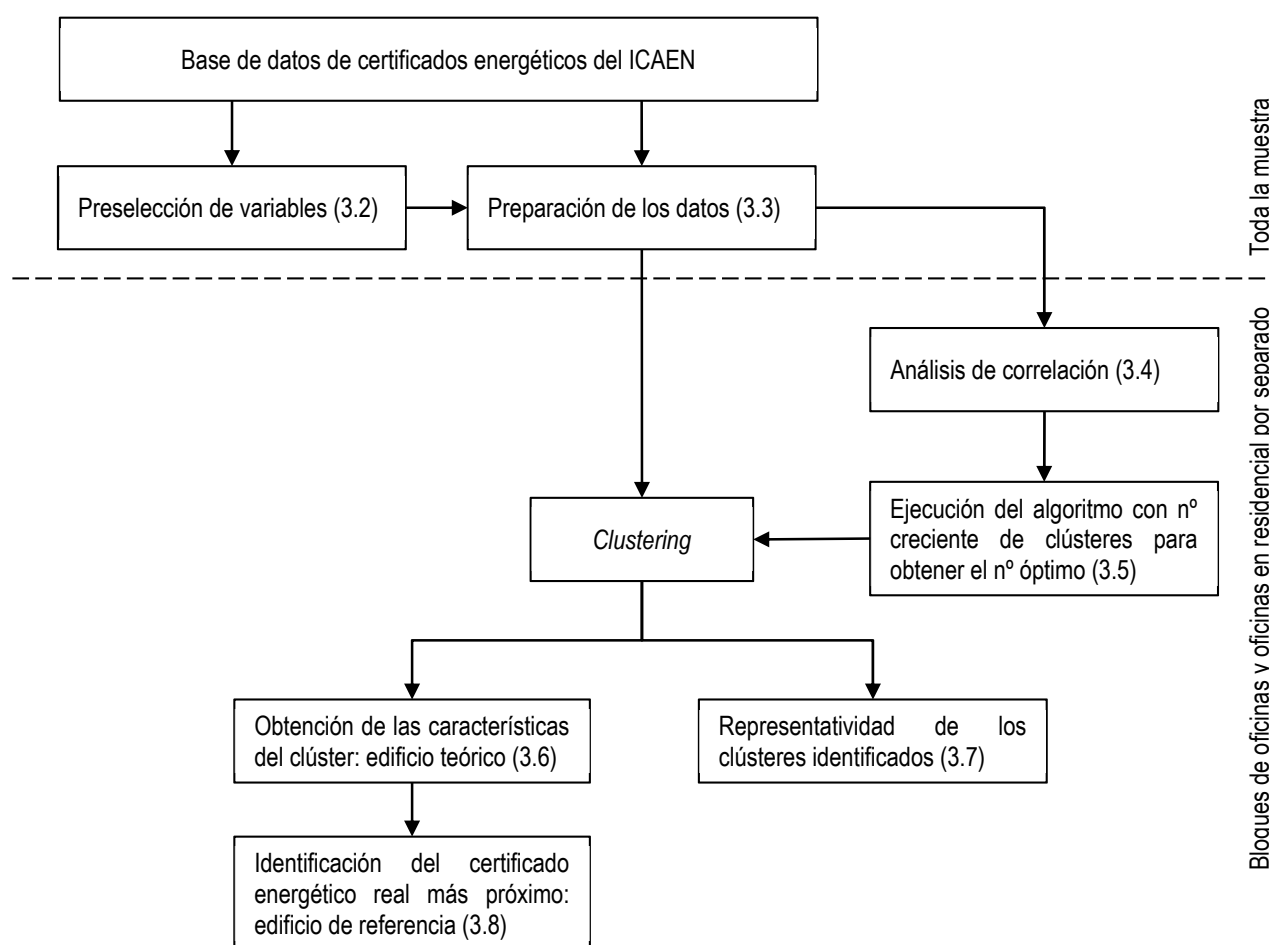 Base de datos de certificados energéticos del ICAEN
Toda la muestra
Preselección de variables (3.2)
Preparación de los datos (3.3)
Bloques de oficinas y oficinas en residencial por separado
Análisis de correlación (3.4)
Clustering
Ejecución del algoritmo con nº
creciente de clústeres para
obtener el nº óptimo (3.5)
Obtención de las características
del clúster: edificio teórico (3.6)
Representatividad de los
clústeres identificados (3.7)
Identificación del certificado
energético real más próximo:
edificio de referencia (3.8)